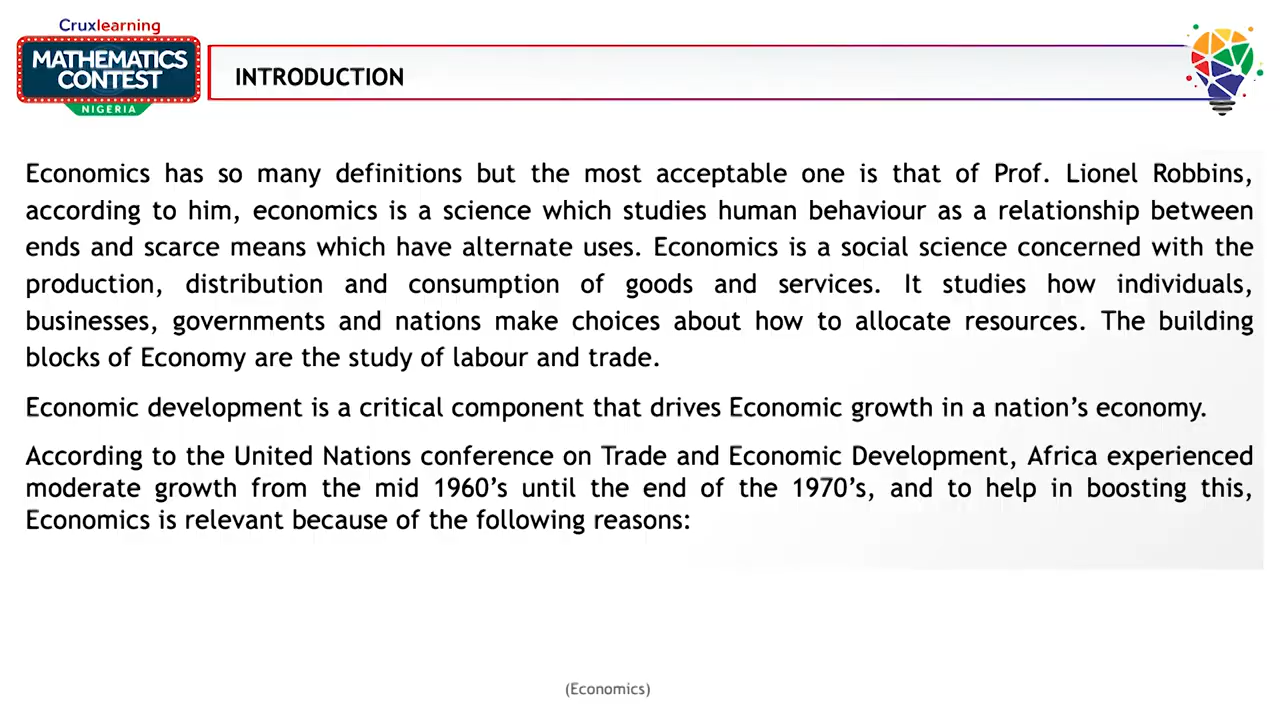 Cruxlearning
MATHEMATICS
CONTEST
NIGERIA
INTRODUCTION
Economics has so many definitions but the most acceptable one is that of Prof. Lionel Robbins,
according to him, economics is a science which studies human behaviour as a relationship between
ends and scarce means which have alternate uses. Economics is a social science concerned with the
production, distribution and consumption of goods and services. It studies how individuals,
businesses, governments and nations make choices about how to allocate resources. The building
blocks of Economy are the study of labour and trade.
Economic development is a critical component that drives Economic growth in a nation’s economy.
According to the United Nations conference on Trade and Economic Development, Africa experienced
moderate growth from the mid 1960’s until the end of the 1970’s, and to help in boosting this,
Economics is relevant because of the following reasons:
(Economics)